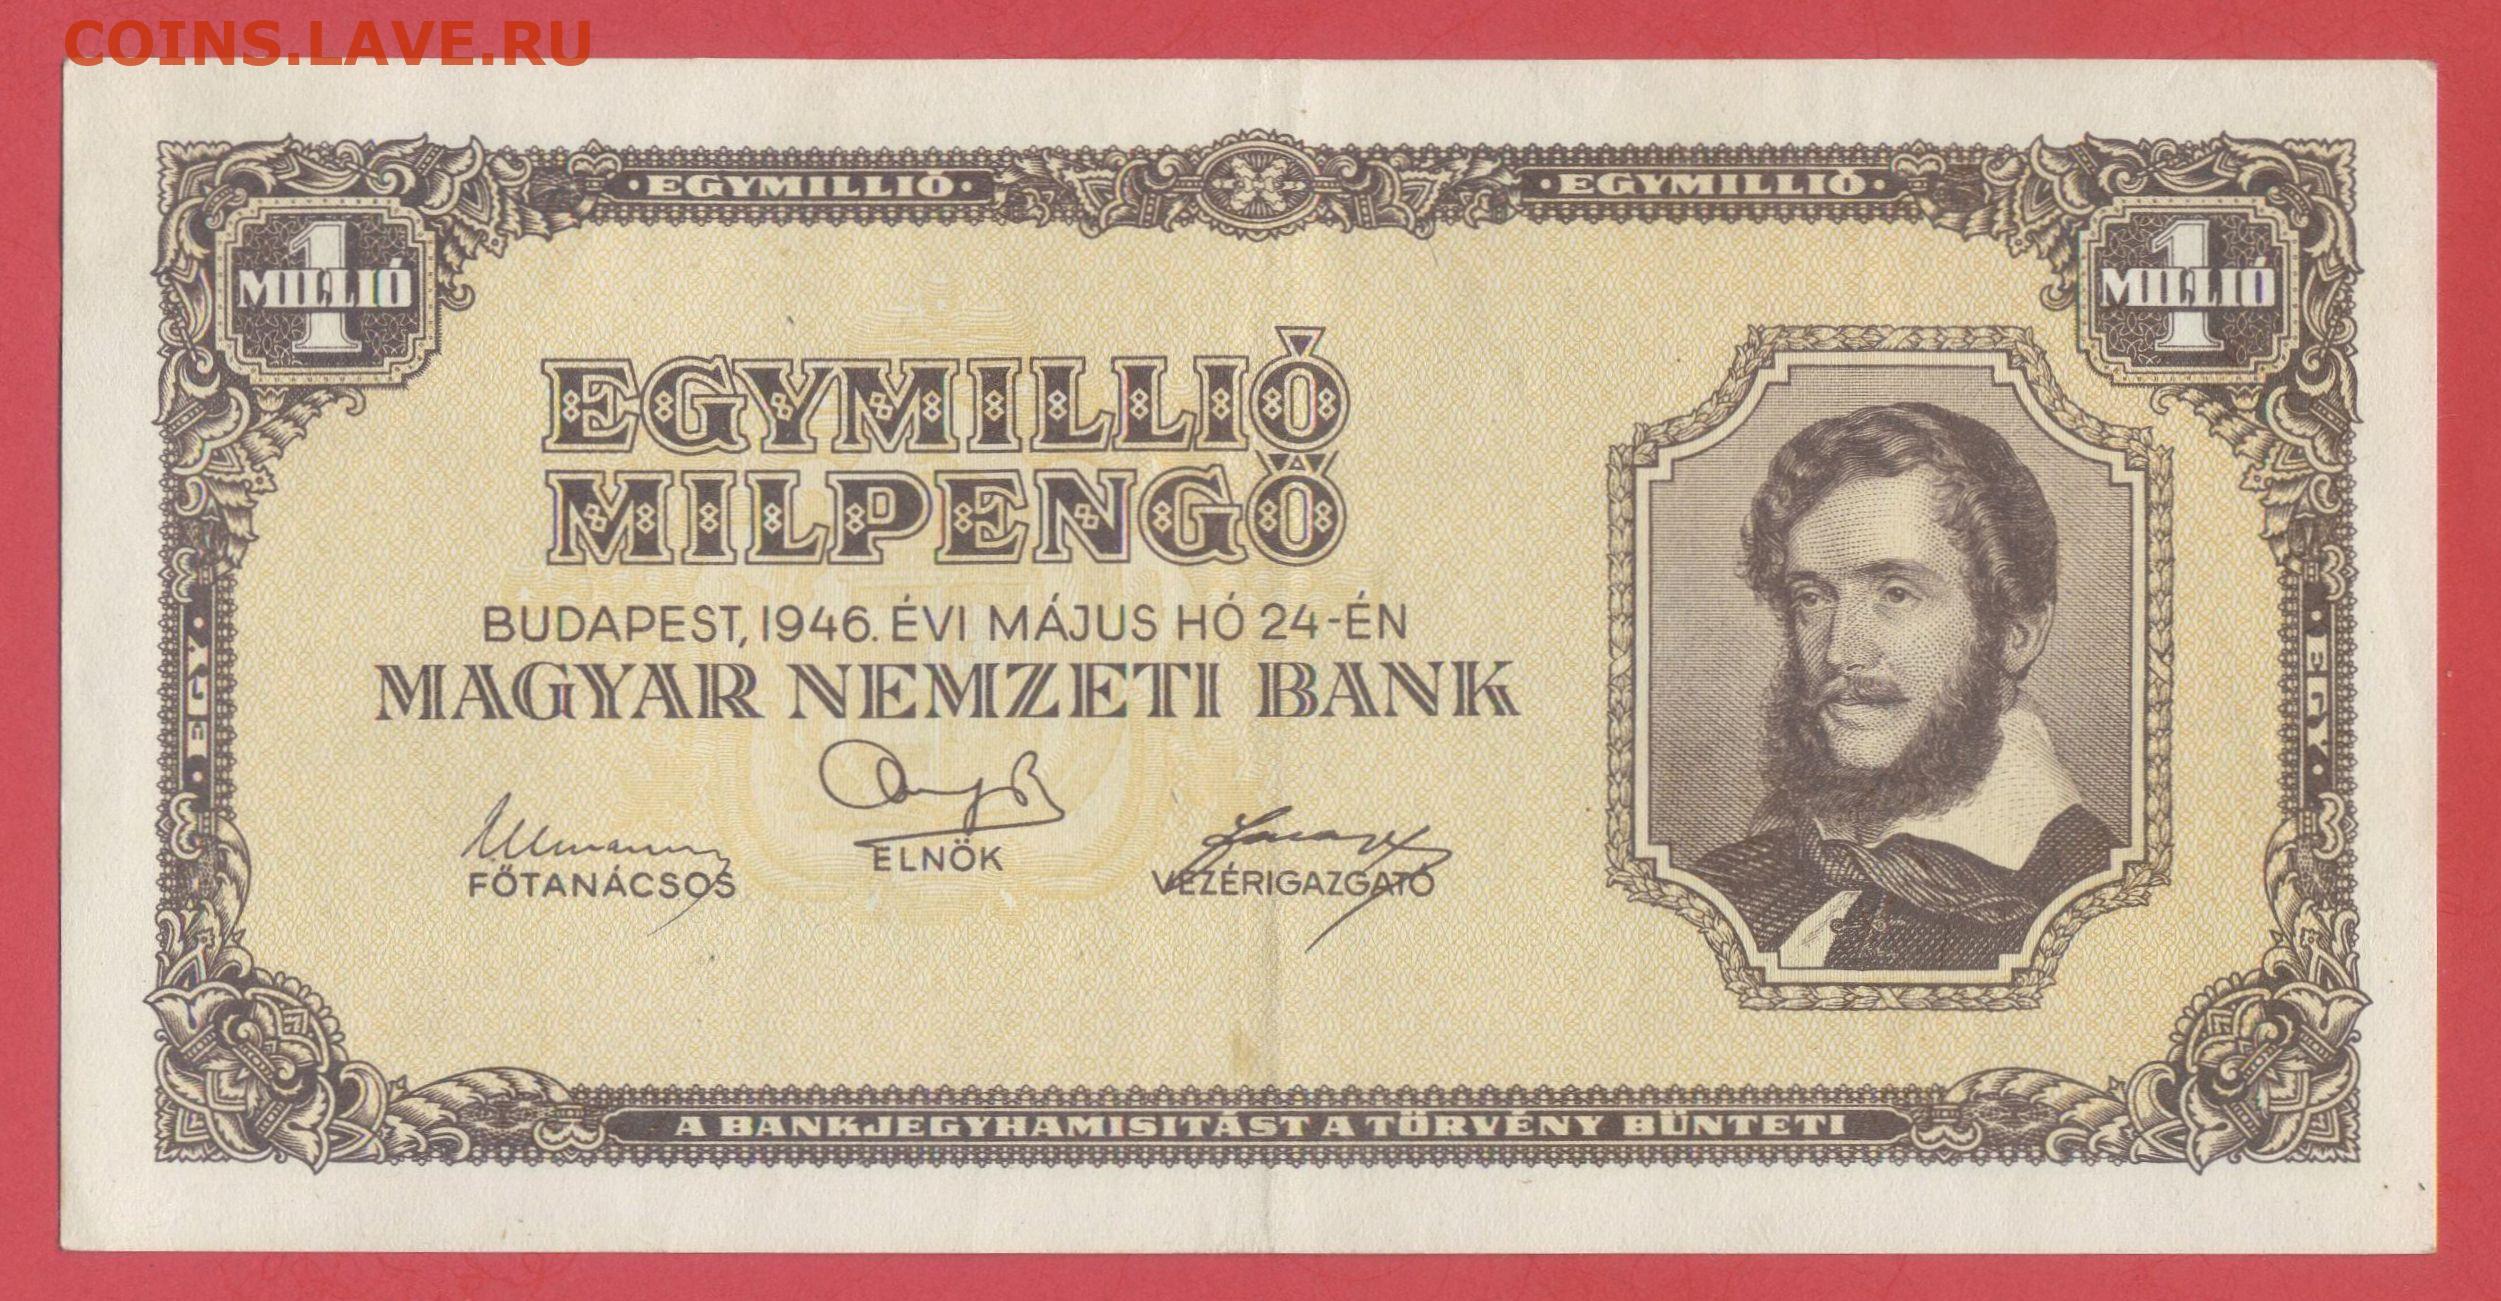 COINS.LAVE.RU
· EGYMILLIÓ · · EGYMILLIÓ ·
1 MILLIÓ 1 MILLIÓ
EGYMILLIÓ
MILPENGŐ
BUDAPEST, 1946. ÉVI MÁJUS HÓ 24-ÉN
MAGYAR NEMZETI BANK
· EGY · · EGY ·
FŐTANÁCSOS ELNÖK VEZÉRIGAZGATÓ
A BANKJEGYHAMISITÁST A TÖRVÉNY BÜNTETI